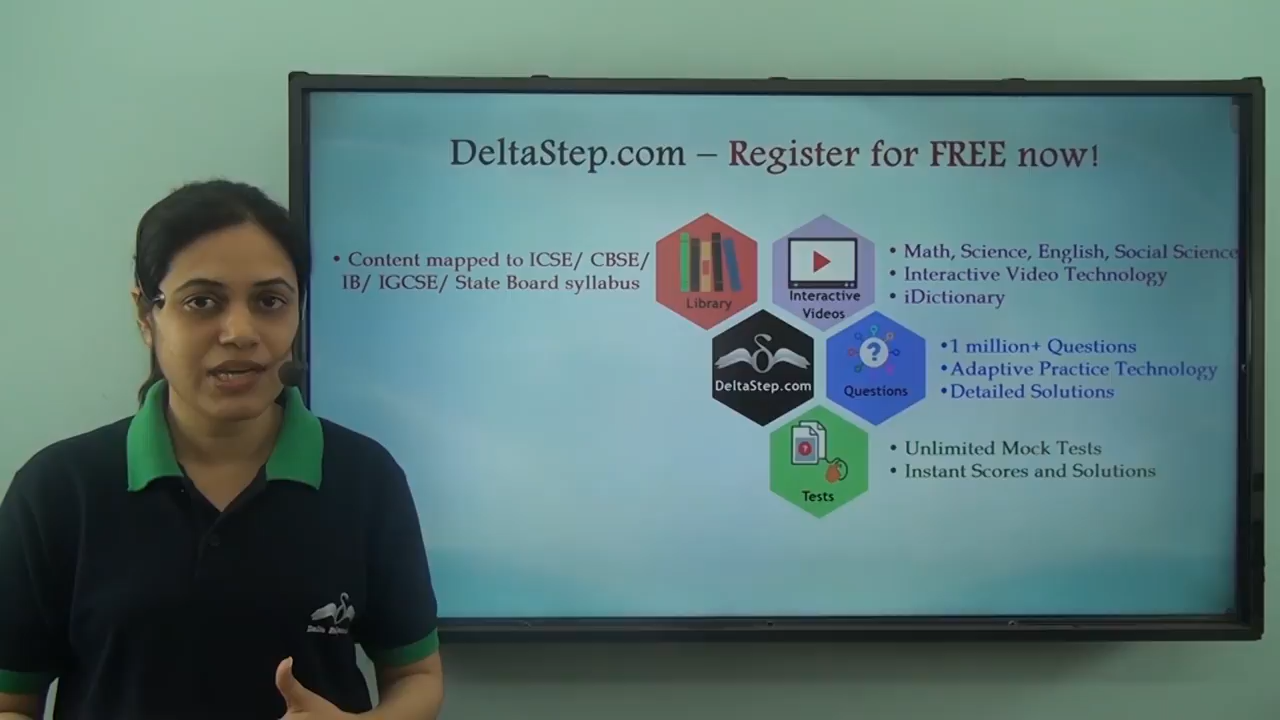 DeltaStep.com – Register for FREE now!
• Content mapped to ICSE/ CBSE/
IB/ IGCSE/ State Board syllabus
Library
Interactive
Videos
• Math, Science, English, Social Science
• Interactive Video Technology
• iDictionary
DeltaStep.com
?
Questions
•1 million+ Questions
•Adaptive Practice Technology
•Detailed Solutions
?
Tests
• Unlimited Mock Tests
• Instant Scores and Solutions
Delta